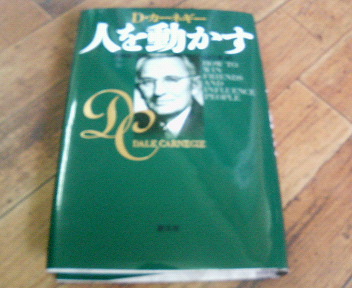 D・カーネギー
人を動かす
HOW TO
WIN
FRIENDS
AND
INFLUENCE
PEOPLE
DC
DALE CARNEGIE